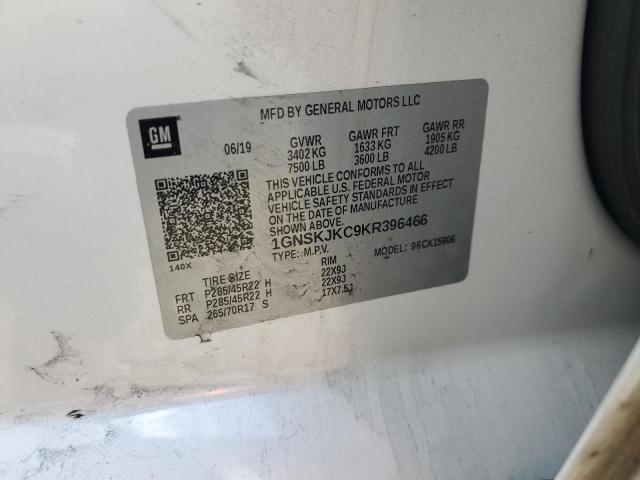 MFD BY GENERAL MOTORS LLC
GM
06/19 GVWR GAWR FRT GAWR RR
3402 KG 1633 KG 1905 KG
7500 LB 3600 LB 4200 LB
THIS VEHICLE CONFORMS TO ALL
APPLICABLE U.S. FEDERAL MOTOR
VEHICLE SAFETY STANDARDS IN EFFECT
ON THE DATE OF MANUFACTURE
SHOWN ABOVE.
1GNSKJKC9KR396466
140X TYPE: M.P.V. MODEL: 96CK15906
TIRE SIZE RIM
FRT P285/45R22 H 22X9J
RR P285/45R22 H 22X9J
SPA 265/70R17 S 17X7.5J